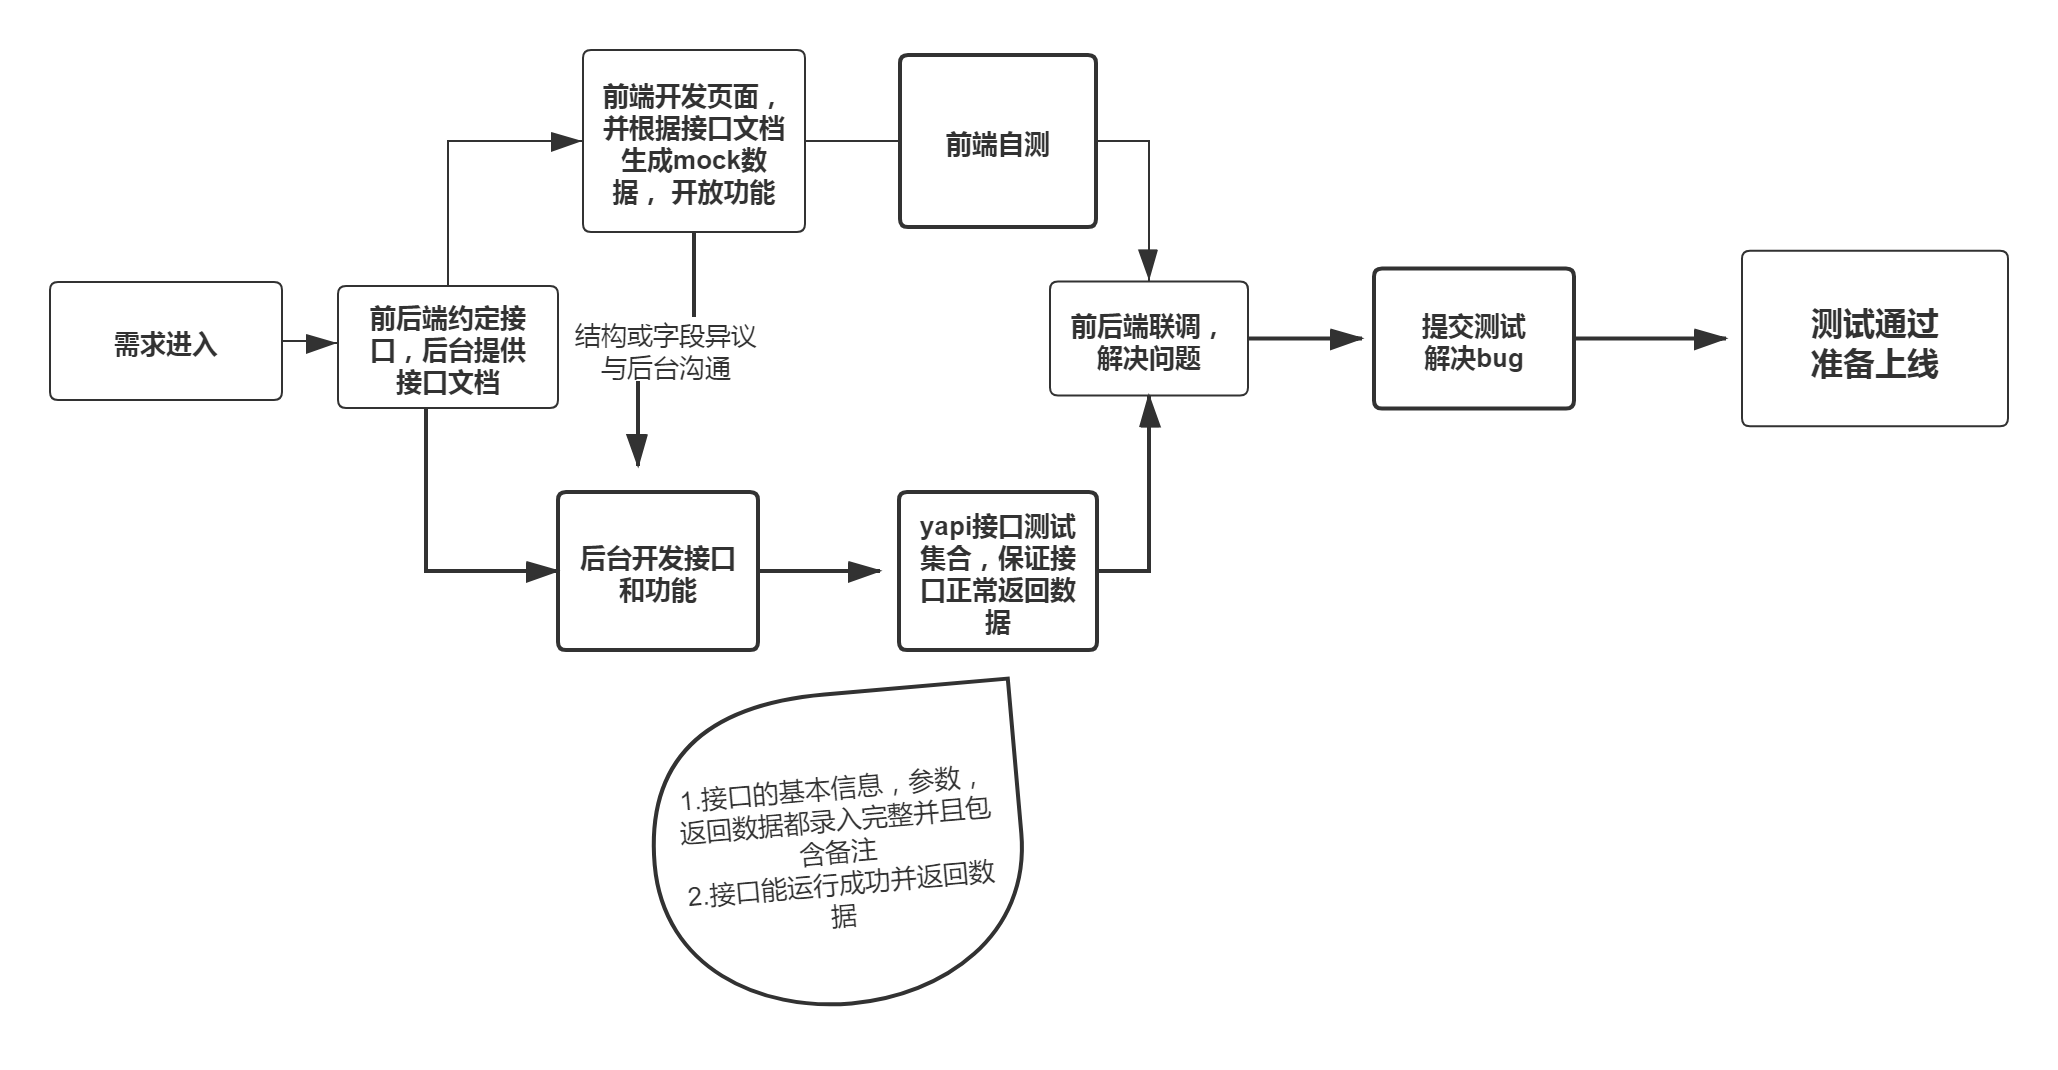 需求进入
前后端约定接
口，后台提供
接口文档
前端开发页面，
并根据接口文档
生成mock数
据， 开放功能
前端自测
结构或字段异议
与后台沟通
后台开发接口
和功能
yapi接口测试
集合，保证接
口正常返回数
据
前后端联调，
解决问题
提交测试
解决bug
测试通过
准备上线
1.接口的基本信息，参数，
返回数据都录入完整并且包
含备注
2.接口能运行成功并返回数
据